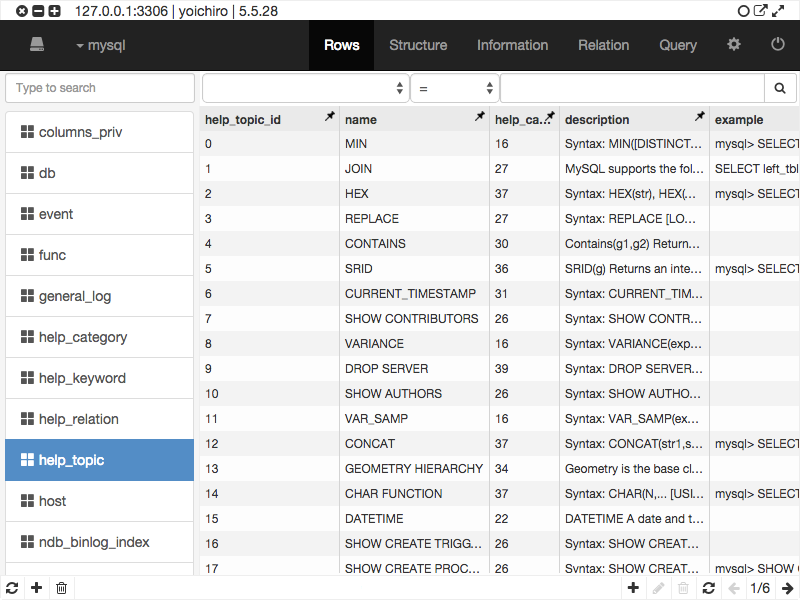 127.0.0.1:3306 | yoichiro | 5.5.28
mysql Rows Structure Information Relation Query
Type to search =
columns_priv
db
event
func
general_log
help_category
help_keyword
help_relation
help_topic
host
ndb_binlog_index
help_topic_id name help_ca... description example
0 MIN 16 Syntax: MIN([DISTINCT... mysql> SELECT
1 JOIN 27 MySQL supports the fol... SELECT left_tbl
2 HEX 37 Syntax: HEX(str), HEX(... mysql> SELECT
3 REPLACE 27 Syntax: REPLACE [LO...
4 CONTAINS 30 Contains(g1,g2) Return...
5 SRID 36 SRID(g) Returns an inte... mysql> SELECT
6 CURRENT_TIMESTAMP 31 Syntax: CURRENT_TIM...
7 SHOW CONTRIBUTORS 26 Syntax: SHOW CONTR...
8 VARIANCE 16 Syntax: VARIANCE(exp...
9 DROP SERVER 39 Syntax: DROP SERVER...
10 SHOW AUTHORS 26 Syntax: SHOW AUTHO...
11 VAR_SAMP 16 Syntax: VAR_SAMP(ex...
12 CONCAT 37 Syntax: CONCAT(str1,s... mysql> SELECT
13 GEOMETRY HIERARCHY 34 Geometry is the base cl...
14 CHAR FUNCTION 37 Syntax: CHAR(N,... [USI... mysql> SELECT
15 DATETIME 22 DATETIME A date and t...
16 SHOW CREATE TRIGG... 26 Syntax: SHOW CREAT...
17 SHOW CREATE PROC... 26 Syntax: SHOW CREAT... mysql> SHOW
1/6